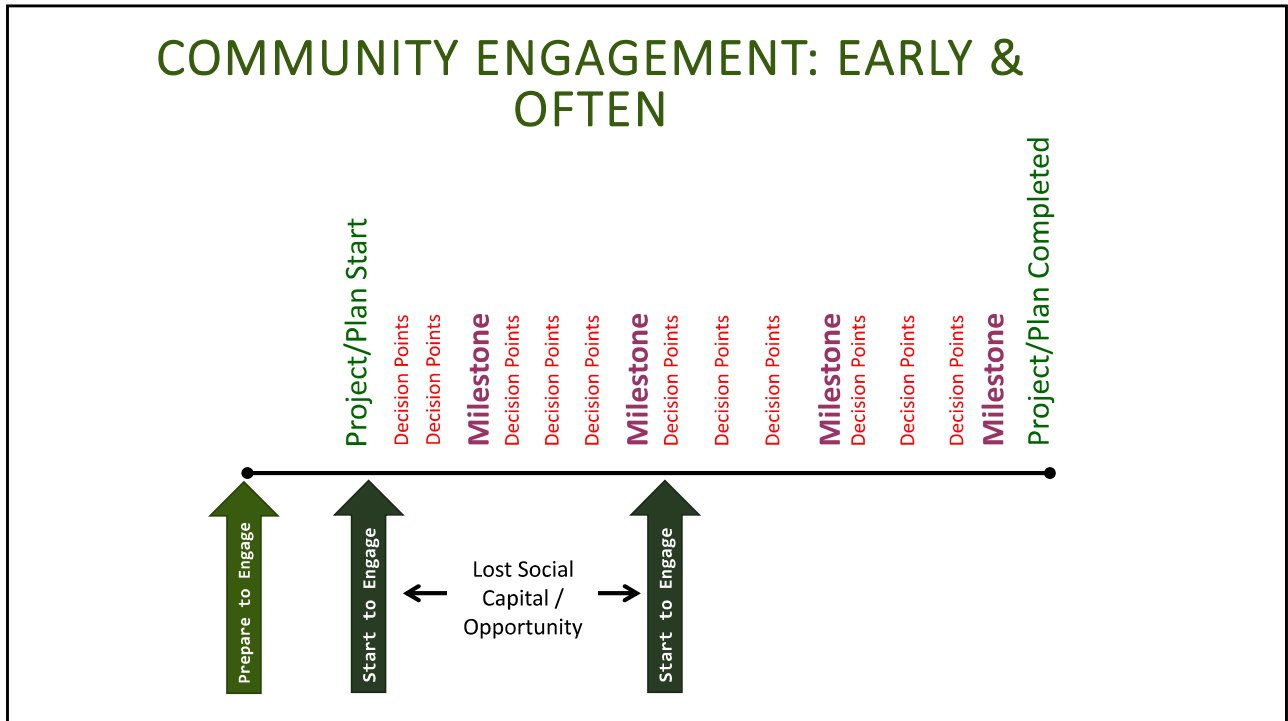 COMMUNITY ENGAGEMENT: EARLY &
OFTEN
Project/Plan Start
Decision Points
Decision Points
Milestone
Decision Points
Decision Points
Decision Points
Milestone
Decision Points
Decision Points
Decision Points
Milestone
Decision Points
Decision Points
Decision Points
Milestone
Project/Plan Completed
Prepare to Engage
Start to Engage
Lost Social
Capital /
Opportunity
Start to Engage